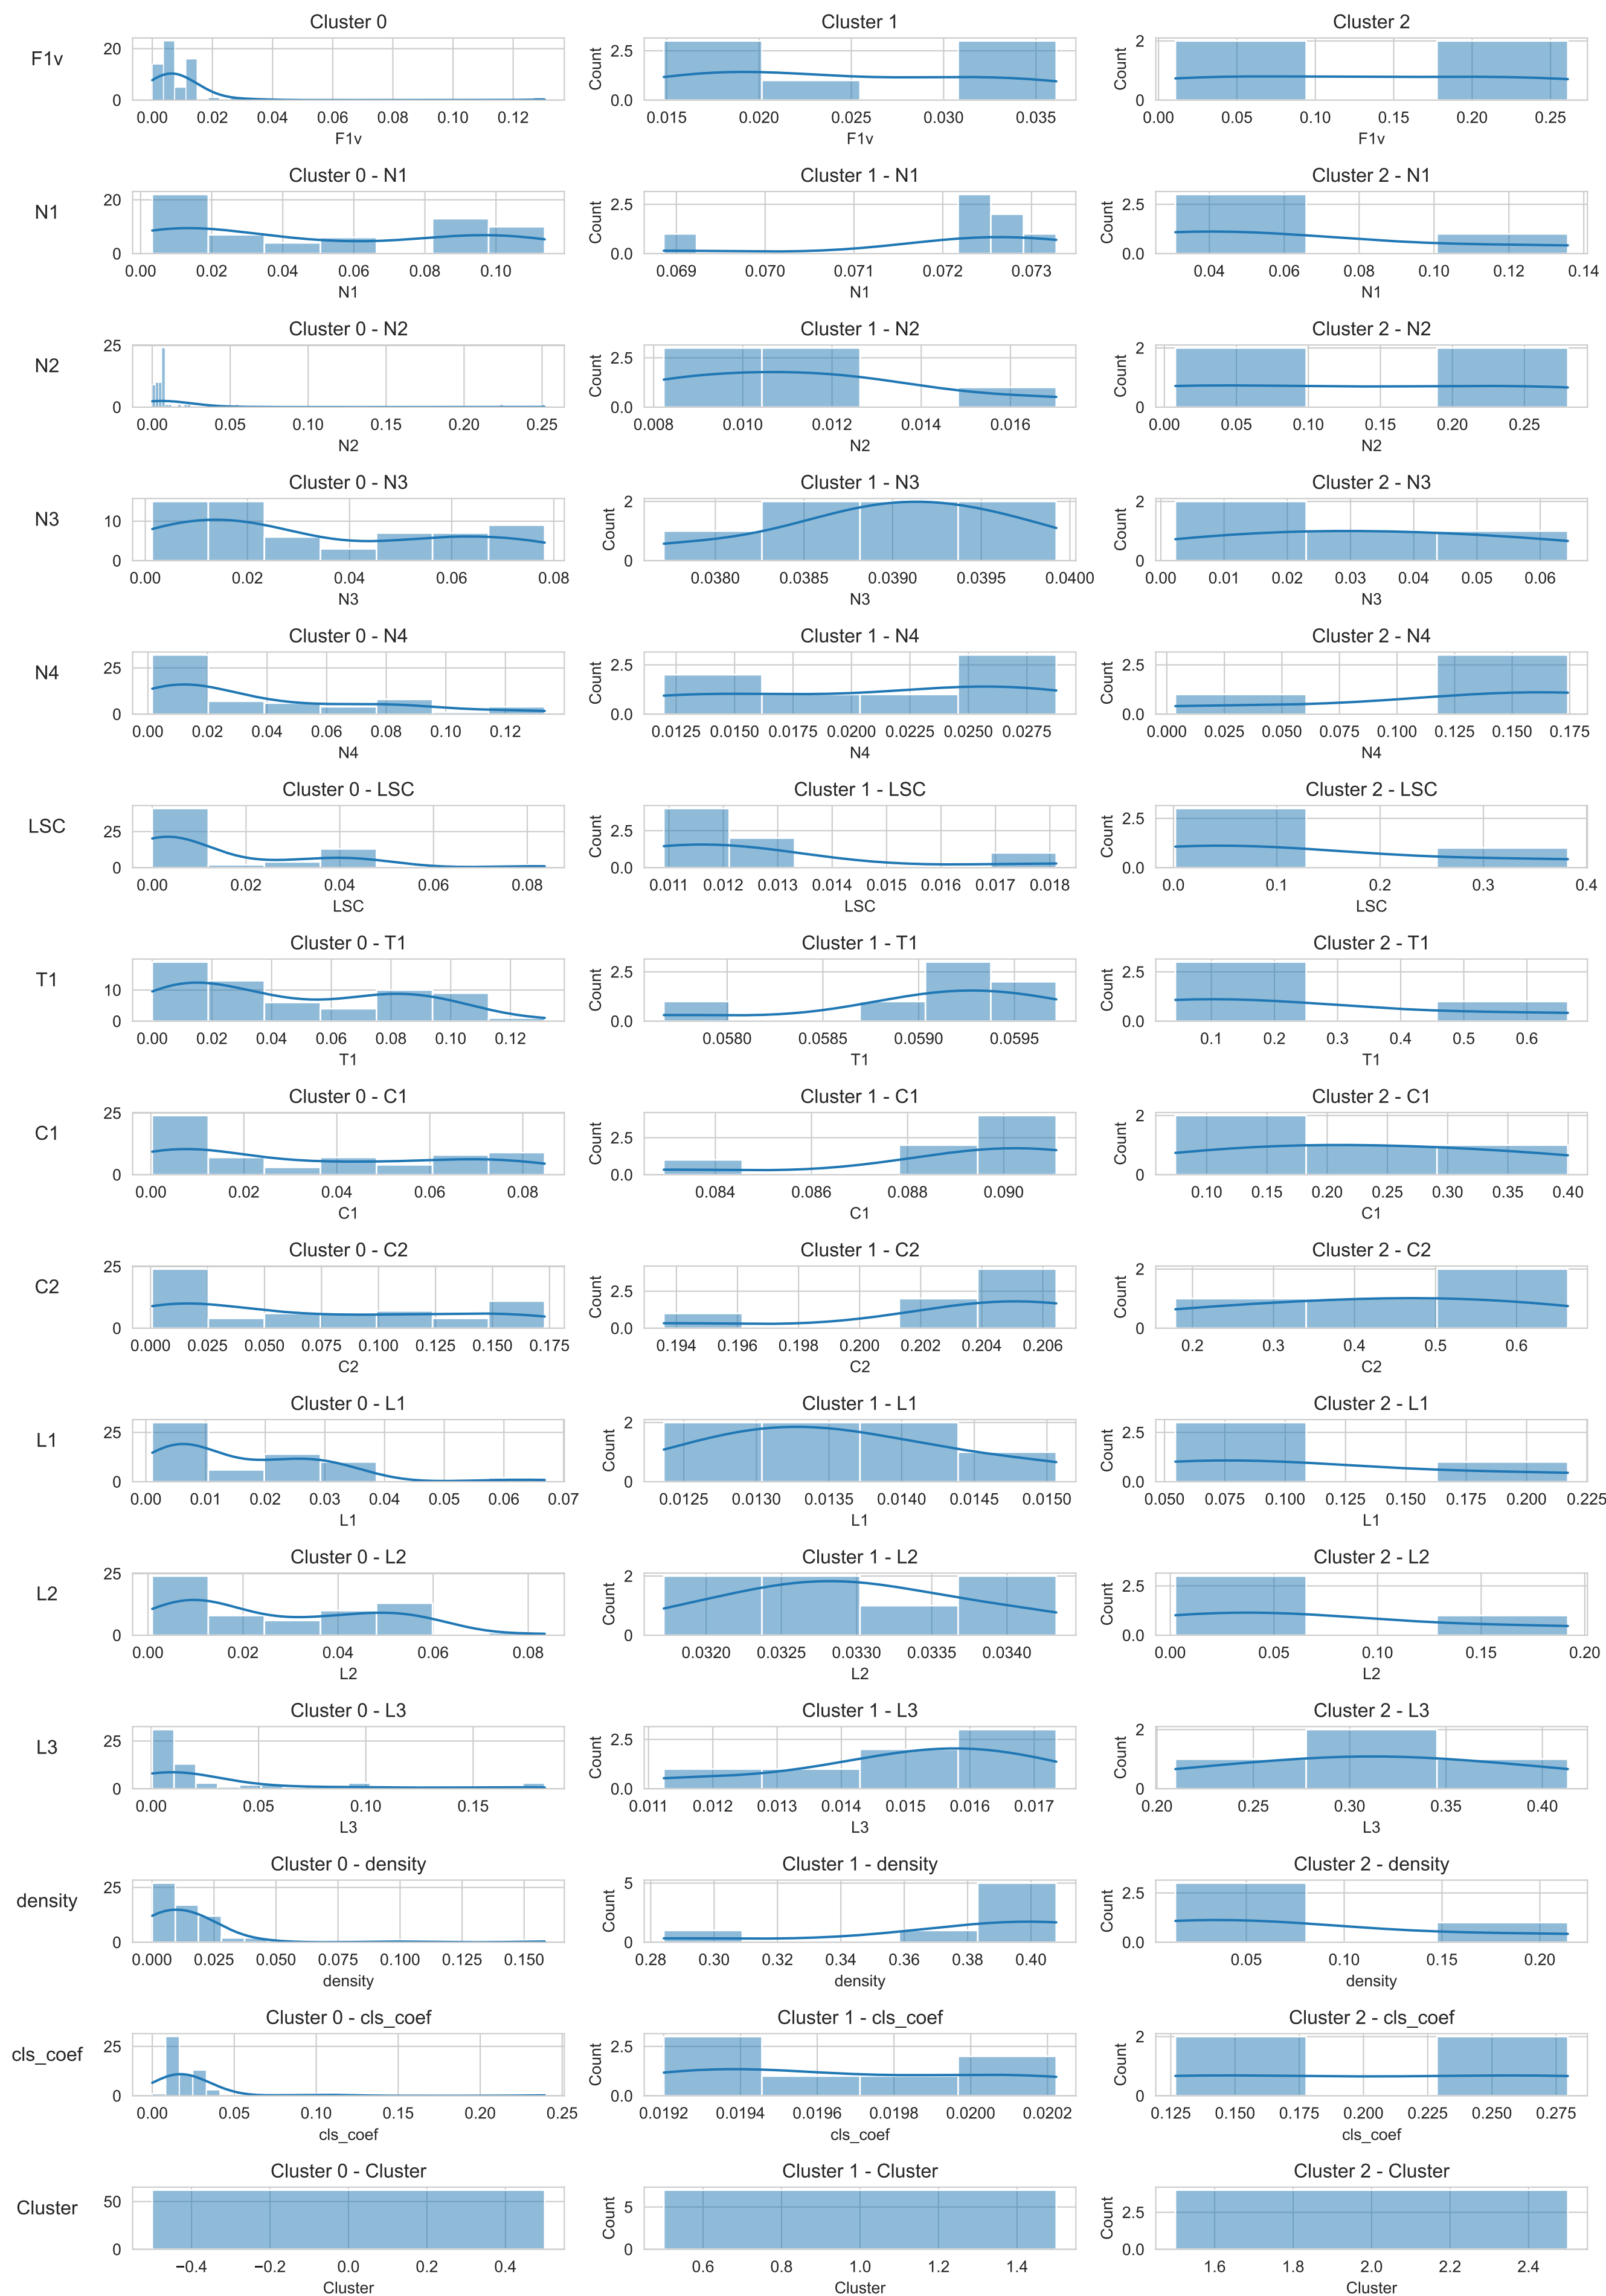 Cluster 0 Cluster 1 Cluster 2
F1v
20
0
0.00 0.02 0.04 0.06 0.08 0.10 0.12
F1v
Count
2.5
0.0
0.015 0.020 0.025 0.030 0.035
F1v
Count
2
0
0.00 0.05 0.10 0.15 0.20 0.25
F1v
Cluster 0 - N1 Cluster 1 - N1 Cluster 2 - N1
N1
20
0
0.00 0.02 0.04 0.06 0.08 0.10
N1
Count
2.5
0.0
0.069 0.070 0.071 0.072 0.073
N1
Count
2.5
0.0
0.04 0.06 0.08 0.10 0.12 0.14
N1
Cluster 0 - N2 Cluster 1 - N2 Cluster 2 - N2
N2
25
0
0.00 0.05 0.10 0.15 0.20 0.25
N2
Count
2.5
0.0
0.008 0.010 0.012 0.014 0.016
N2
Count
2
0
0.00 0.05 0.10 0.15 0.20 0.25
N2
Cluster 0 - N3 Cluster 1 - N3 Cluster 2 - N3
N3
10
0
0.00 0.02 0.04 0.06 0.08
N3
Count
2
0
0.0380 0.0385 0.0390 0.0395 0.0400
N3
Count
2
0
0.00 0.01 0.02 0.03 0.04 0.05 0.06
N3
Cluster 0 - N4 Cluster 1 - N4 Cluster 2 - N4
N4
25
0
0.00 0.02 0.04 0.06 0.08 0.10 0.12
N4
Count
2.5
0.0
0.0125 0.0150 0.0175 0.0200 0.0225 0.0250 0.0275
N4
Count
2.5
0.0
0.000 0.025 0.050 0.075 0.100 0.125 0.150 0.175
N4
Cluster 0 - LSC Cluster 1 - LSC Cluster 2 - LSC
LSC
25
0
0.00 0.02 0.04 0.06 0.08
LSC
Count
2.5
0.0
0.011 0.012 0.013 0.014 0.015 0.016 0.017 0.018
LSC
Count
2.5
0.0
0.0 0.1 0.2 0.3 0.4
LSC
Cluster 0 - T1 Cluster 1 - T1 Cluster 2 - T1
T1
10
0
0.00 0.02 0.04 0.06 0.08 0.10 0.12
T1
Count
2.5
0.0
0.0580 0.0585 0.0590 0.0595
T1
Count
2.5
0.0
0.1 0.2 0.3 0.4 0.5 0.6
T1
Cluster 0 - C1 Cluster 1 - C1 Cluster 2 - C1
C1
25
0
0.00 0.02 0.04 0.06 0.08
C1
Count
2.5
0.0
0.084 0.086 0.088 0.090
C1
Count
2
0
0.10 0.15 0.20 0.25 0.30 0.35 0.40
C1
Cluster 0 - C2 Cluster 1 - C2 Cluster 2 - C2
C2
25
0
0.000 0.025 0.050 0.075 0.100 0.125 0.150 0.175
C2
Count
2.5
0.0
0.194 0.196 0.198 0.200 0.202 0.204 0.206
C2
Count
2
0
0.2 0.3 0.4 0.5 0.6
C2
Cluster 0 - L1 Cluster 1 - L1 Cluster 2 - L1
L1
25
0
0.00 0.01 0.02 0.03 0.04 0.05 0.06 0.07
L1
Count
2
0
0.0125 0.0130 0.0135 0.0140 0.0145 0.0150
L1
Count
2.5
0.0
0.050 0.075 0.100 0.125 0.150 0.175 0.200 0.225
L1
Cluster 0 - L2 Cluster 1 - L2 Cluster 2 - L2
L2
25
0
0.00 0.02 0.04 0.06 0.08
L2
Count
2
0
0.0320 0.0325 0.0330 0.0335 0.0340
L2
Count
2.5
0.0
0.00 0.05 0.10 0.15 0.20
L2
Cluster 0 - L3 Cluster 1 - L3 Cluster 2 - L3
L3
25
0
0.00 0.05 0.10 0.15
L3
Count
2.5
0.0
0.011 0.012 0.013 0.014 0.015 0.016 0.017
L3
Count
2
0
0.20 0.25 0.30 0.35 0.40
L3
Cluster 0 - density Cluster 1 - density Cluster 2 - density
density
25
0
0.000 0.025 0.050 0.075 0.100 0.125 0.150
density
Count
5
0
0.28 0.30 0.32 0.34 0.36 0.38 0.40
density
Count
2.5
0.0
0.05 0.10 0.15 0.20
density
Cluster 0 - cls_coef Cluster 1 - cls_coef Cluster 2 - cls_coef
cls_coef
25
0
0.00 0.05 0.10 0.15 0.20 0.25
cls_coef
Count
2.5
0.0
0.0192 0.0194 0.0196 0.0198 0.0200 0.0202
cls_coef
Count
2
0
0.125 0.150 0.175 0.200 0.225 0.250 0.275
cls_coef
Cluster 0 - Cluster Cluster 1 - Cluster Cluster 2 - Cluster
Cluster
50
0
−0.4 −0.2 0.0 0.2 0.4
Cluster
Count
5
0
0.6 0.8 1.0 1.2 1.4
Cluster
Count
2.5
0.0
1.6 1.8 2.0 2.2 2.4
Cluster